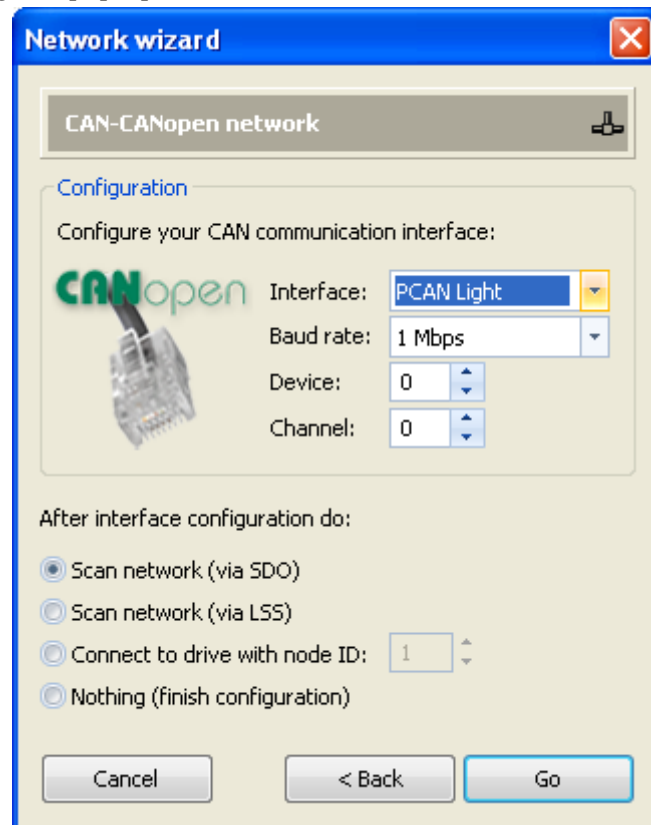 Network wizard
CAN-CANopen network
Configuration
Configure your CAN communication interface:
CANopen
Interface: PCAN Light
Baud rate: 1 Mbps
Device: 0
Channel: 0
After interface configuration do:
Scan network (via SDO)
Scan network (via LSS)
Connect to drive with node ID: 1
Nothing (finish configuration)
Cancel < Back Go